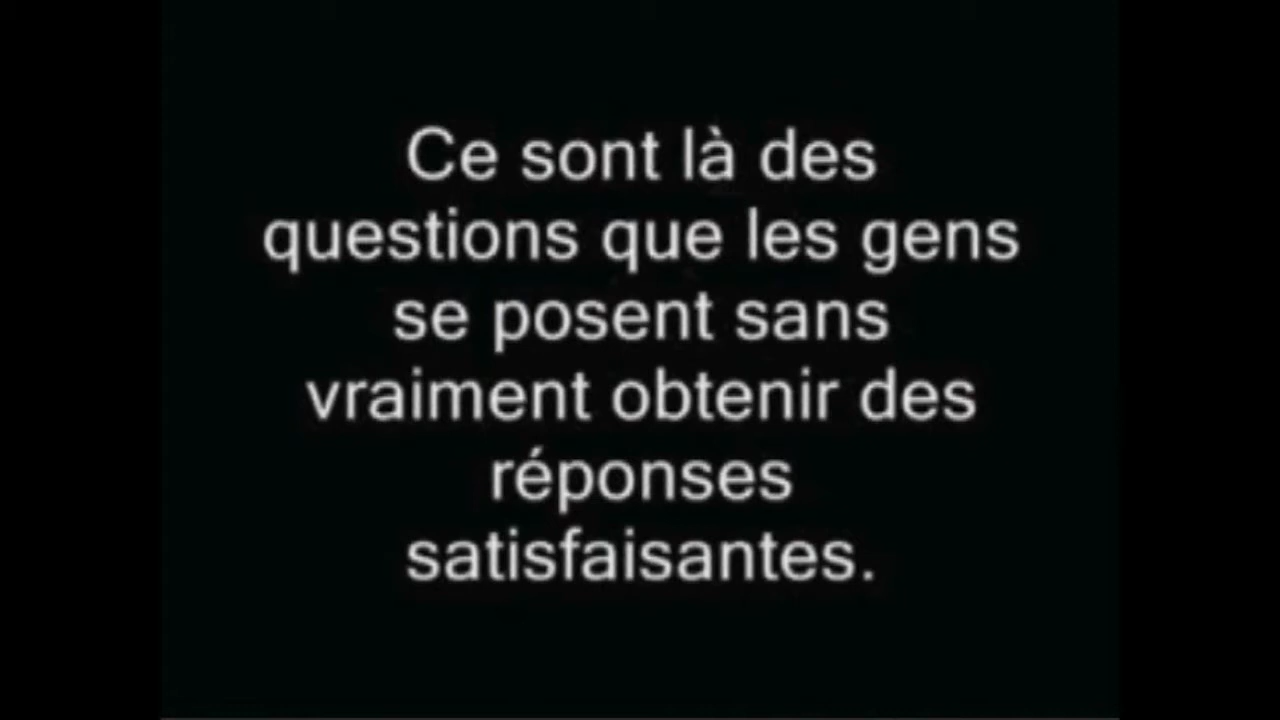 Ce sont là des
questions que les gens
se posent sans
vraiment obtenir des
réponses
satisfaisantes.